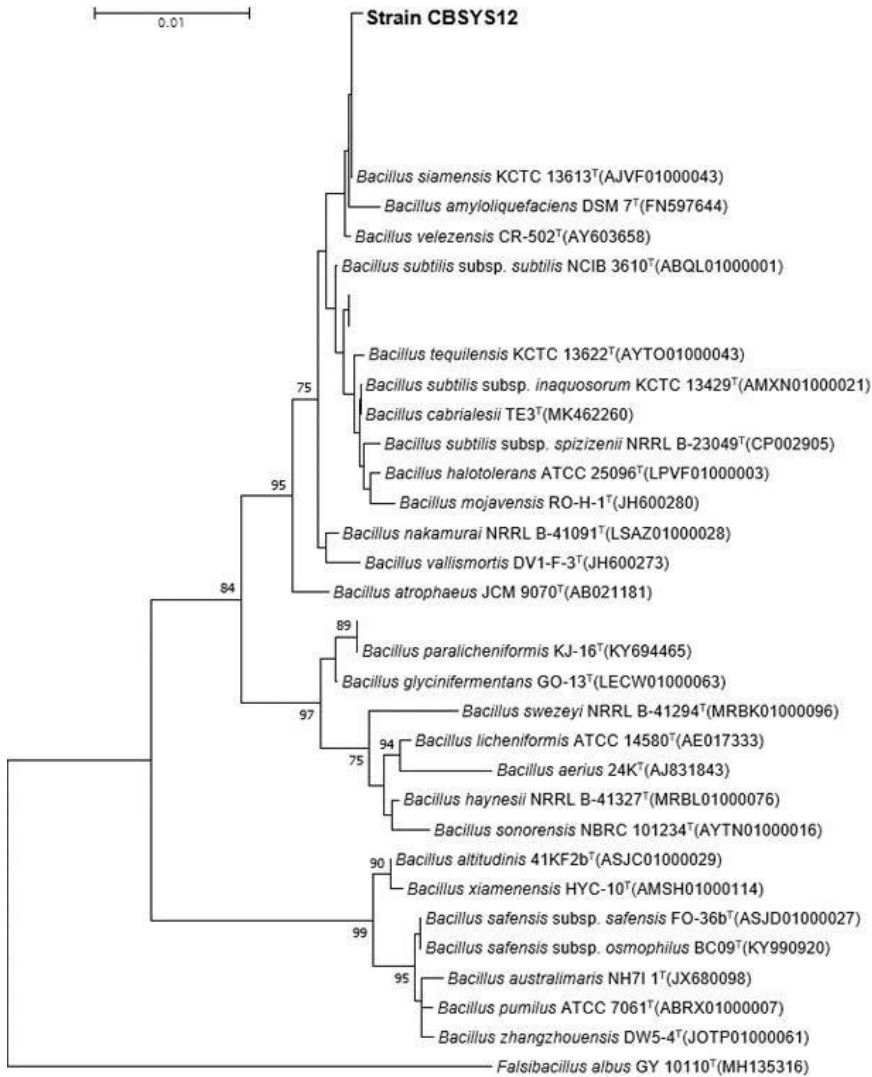 0.01
Strain CBSYS12
Bacillus siamensis KCTC 13613ᵀ(AJVF01000043)
Bacillus amyloliquefaciens DSM 7ᵀ(FN597644)
Bacillus velezensis CR-502ᵀ(AY603658)
Bacillus subtilis subsp. subtilis NCIB 3610ᵀ(ABQL01000001)
Bacillus tequilensis KCTC 13622ᵀ(AYTO01000043)
75
Bacillus subtilis subsp. inaquosorum KCTC 13429ᵀ(AMXN01000021)
Bacillus cabrialesii TE3ᵀ(MK462260)
Bacillus subtilis subsp. spizizenii NRRL B-23049ᵀ(CP002905)
Bacillus halotolerans ATCC 25096ᵀ(LPVF01000003)
95
Bacillus mojavensis RO-H-1ᵀ(JH600280)
Bacillus nakamurai NRRL B-41091ᵀ(LSAZ01000028)
Bacillus vallismortis DV1-F-3ᵀ(JH600273)
84
Bacillus atrophaeus JCM 9070ᵀ(AB021181)
89
Bacillus paralicheniformis KJ-16ᵀ(KY694465)
Bacillus glycinifermentans GO-13ᵀ(LECW01000063)
97
Bacillus swezeyi NRRL B-41294ᵀ(MRBK01000096)
94
Bacillus licheniformis ATCC 14580ᵀ(AE017333)
75
Bacillus aerius 24Kᵀ(AJ831843)
Bacillus haynesii NRRL B-41327ᵀ(MRBL01000076)
Bacillus sonorensis NBRC 101234ᵀ(AYTN01000016)
90
Bacillus altitudinis 41KF2bᵀ(ASJC01000029)
Bacillus xiamenensis HYC-10ᵀ(AMSH01000114)
Bacillus safensis subsp. safensis FO-36bᵀ(ASJD01000027)
99
Bacillus safensis subsp. osmophilus BC09ᵀ(KY990920)
95
Bacillus australimaris NH7I 1ᵀ(JX680098)
Bacillus pumilus ATCC 7061ᵀ(ABRX01000007)
Bacillus zhangzhouensis DW5-4ᵀ(JOTP01000061)
Falsibacillus albus GY 10110ᵀ(MH135316)